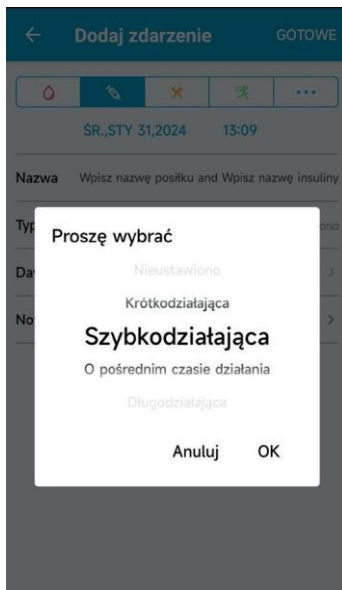 Dodaj zdarzenie GOTOWE
ŚR.,STY 31,2024 13:09
Nazwa Wpisz nazwę posiłku and Wpisz nazwę insuliny
Typ
Proszę wybrać
Nieustawiono
J
Krótkodziałająca
Szybkodziałająca
O pośrednim czasie działania
Długodziałająca
Anuluj OK